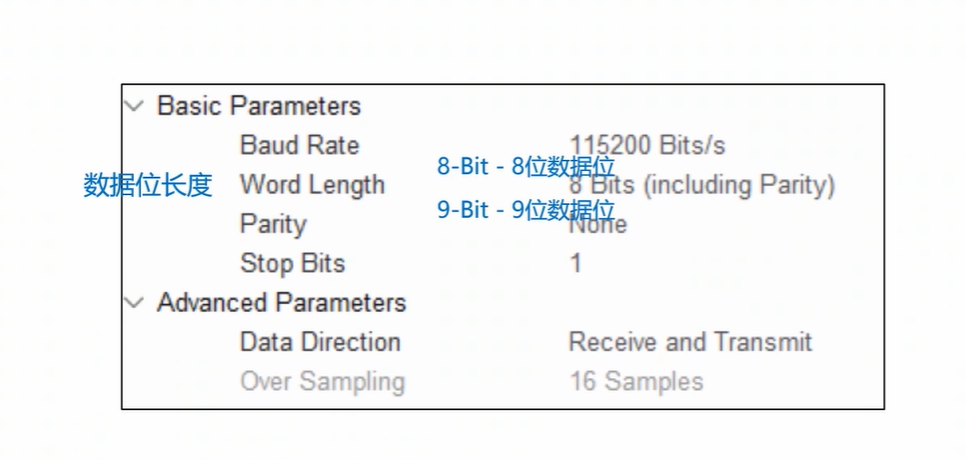 Basic Parameters
Baud Rate 115200 Bits/s
8-Bit - 8位数据位
数据位长度 Word Length 8 Bits (including Parity)
9-Bit - 9位数据位
Parity None
Stop Bits 1
Advanced Parameters
Data Direction Receive and Transmit
Over Sampling 16 Samples